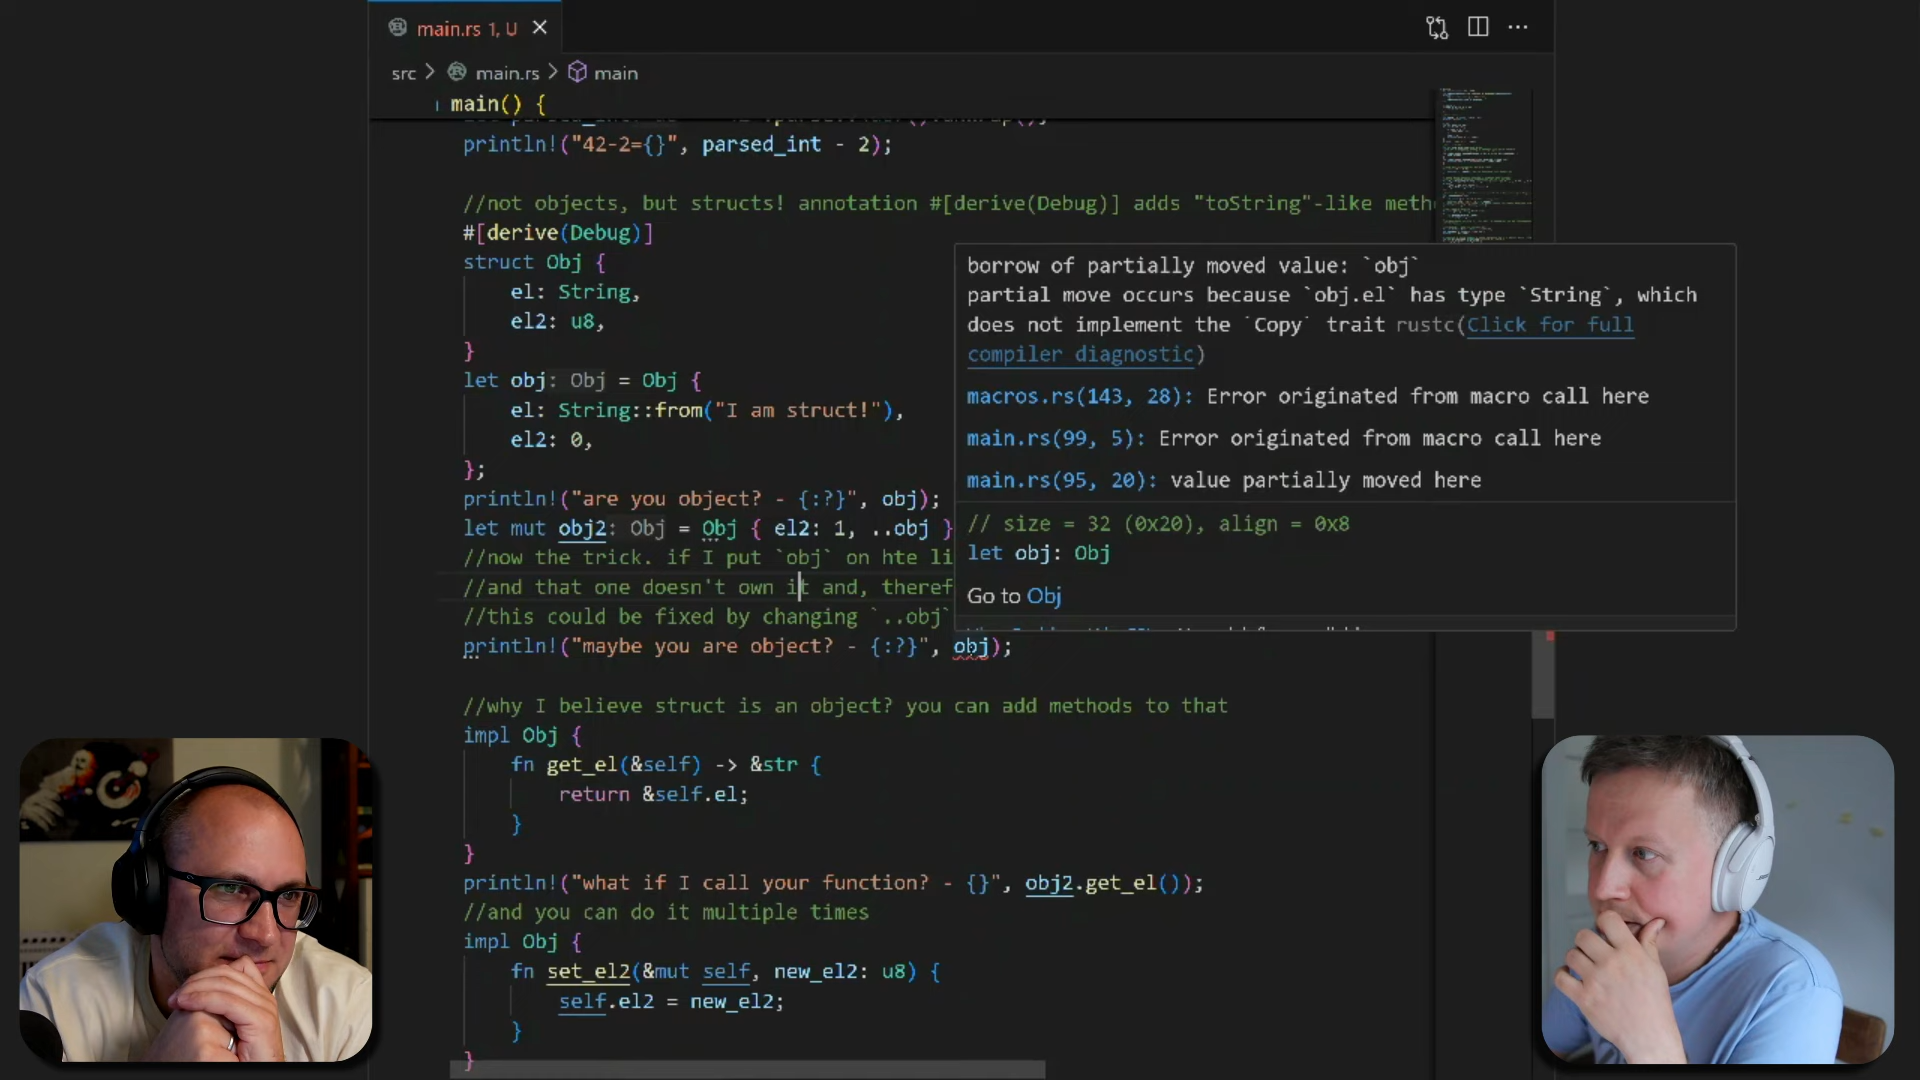 main.rs 1, U
src > main.rs > main
main() {
println!("42-2={}", parsed_int - 2);
//not objects, but structs! annotation #[derive(Debug)] adds "toString"-like meth
#[derive(Debug)]
struct Obj {
el: String,
el2: u8,
}
let obj: Obj = Obj {
el: String::from("I am struct!"),
el2: 0,
};
println!("are you object? - {:?}", obj);
let mut obj2: Obj = Obj { el2: 1, ..obj }
//now the trick. if I put `obj` on hte li
//and that one doesn't own it and, theref
//this could be fixed by changing `..obj`
println!("maybe you are object? - {:?}", obj);
//why I believe struct is an object? you can add methods to that
impl Obj {
fn get_el(&self) -> &str {
return &self.el;
}
}
println!("what if I call your function? - {}", obj2.get_el());
//and you can do it multiple times
impl Obj {
fn set_el2(&mut self, new_el2: u8) {
self.el2 = new_el2;
}
}
borrow of partially moved value: `obj`
partial move occurs because `obj.el` has type `String`, which
does not implement the `Copy` trait rustc(Click for full
compiler diagnostic)
macros.rs(143, 28): Error originated from macro call here
main.rs(99, 5): Error originated from macro call here
main.rs(95, 20): value partially moved here
// size = 32 (0x20), align = 0x8
let obj: Obj
Go to Obj